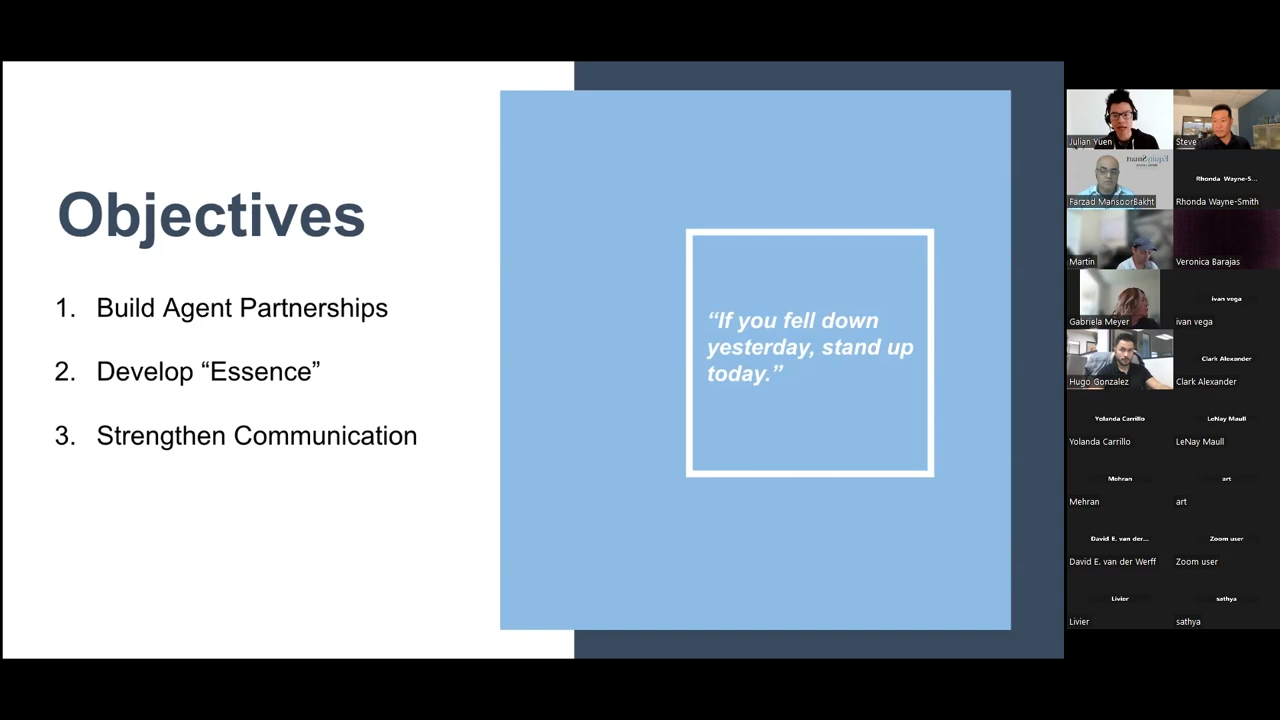 Objectives
1. Build Agent Partnerships
2. Develop “Essence”
3. Strengthen Communication
“If you fell down
yesterday, stand up
today.”
Julian Yuen
Steve
EquitySmart
Farzad MansoorBakht
Rhonda Wayne-S...
Rhonda Wayne-Smith
Martin
Veronica Barajas
Gabriela Meyer
ivan vega
ivan vega
Hugo Gonzalez
Clark Alexander
Clark Alexander
Yolanda Carrillo
Yolanda Carrillo
LeNay Maull
LeNay Maull
Mehran
Mehran
art
art
David E. van der...
David E. van der Werff
Zoom user
Zoom user
Livier
Livier
sathya
sathya